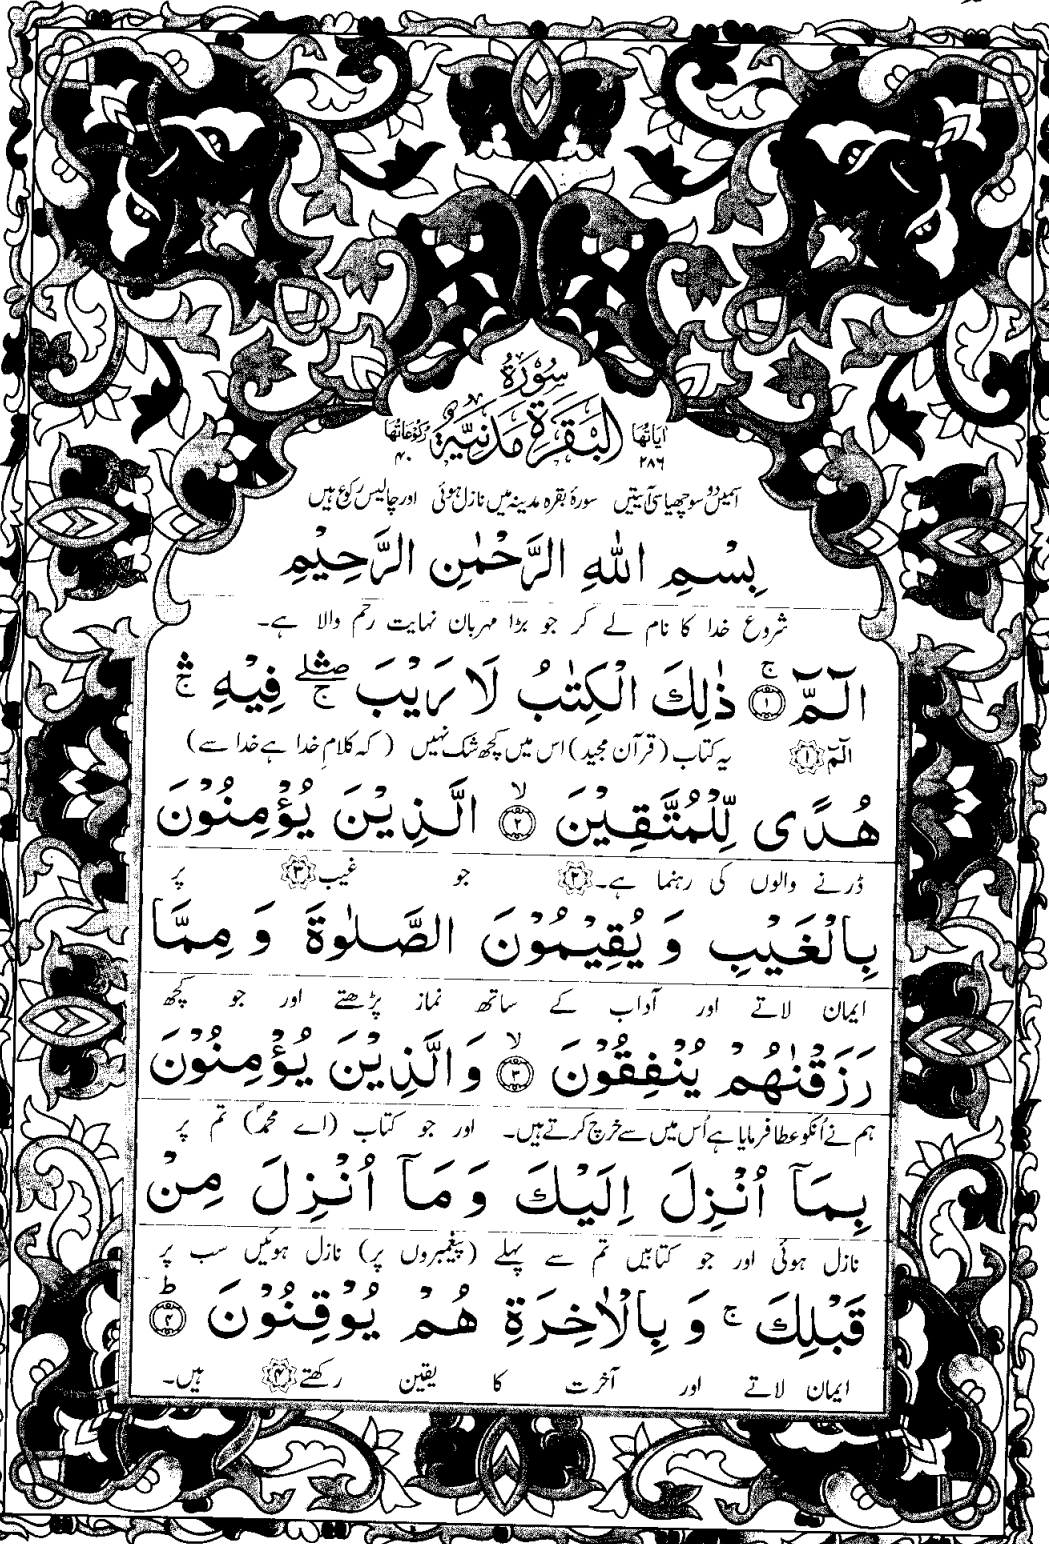 سُوْرَةُ
اٰيَاتُهَا ٢٨٦ الْبَقَرَةِ مَدَنِيَّةٌ رُكُوْعَاتُهَا ٤٠
اسمیں دو سو چھیاسی آیتیں سورۂ بقرہ مدینہ میں نازل ہوئی اور چالیس رکوع ہیں
بِسْمِ اللهِ الرَّحْمٰنِ الرَّحِيْمِ
شروع خدا کا نام لے کر جو بڑا مہربان نہایت رحم والا ہے۔
الٓمّٓ ۚ ﴿١﴾ ذٰلِكَ الْكِتٰبُ لَا رَيْبَ ۛۖۚ فِيْهِ ۛۚ
الٓمٓ ﴿١﴾ یہ کتاب (قرآن مجید) اس میں کچھ شک نہیں (کہ کلامِ خدا ہے خدا سے)
هُدًى لِّلْمُتَّقِيْنَ ۙ ﴿٢﴾ الَّذِيْنَ يُؤْمِنُوْنَ
ڈرنے والوں کی رہنما ہے۔ ﴿٢﴾ جو غیب ﴿٣﴾ پر
بِالْغَيْبِ وَ يُقِيْمُوْنَ الصَّلٰوةَ وَ مِمَّا
ایمان لاتے اور آداب کے ساتھ نماز پڑھتے اور جو کچھ
رَزَقْنٰهُمْ يُنْفِقُوْنَ ۙ ﴿٣﴾ وَالَّذِيْنَ يُؤْمِنُوْنَ
ہم نے اُنکو عطا فرمایا ہے اُس میں سے خرچ کرتے ہیں۔ اور جو کتاب (اے محمدؐ) تم پر
بِمَآ اُنْزِلَ اِلَيْكَ وَ مَآ اُنْزِلَ مِنْ
نازل ہوئی اور جو کتابیں تم سے پہلے (پیغمبروں پر) نازل ہوئیں سب پر
قَبْلِكَ ۚ وَ بِالْاٰخِرَةِ هُمْ يُوْقِنُوْنَ ؕ ﴿٤﴾
ایمان لاتے اور آخرت کا یقین رکھتے ﴿٤﴾ ہیں۔